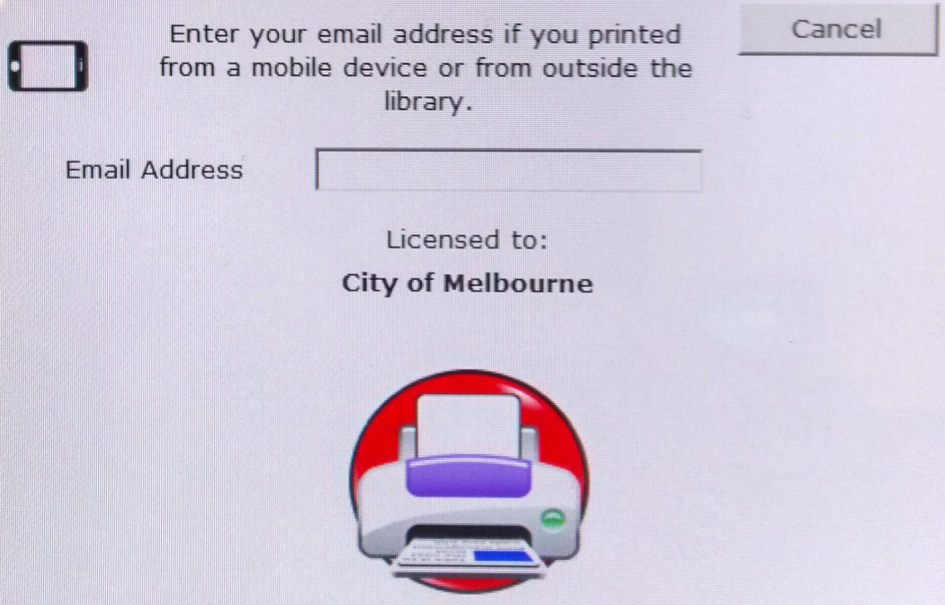 Enter your email address if you printed
from a mobile device or from outside the
library.
Cancel
Email Address
Licensed to:
City of Melbourne